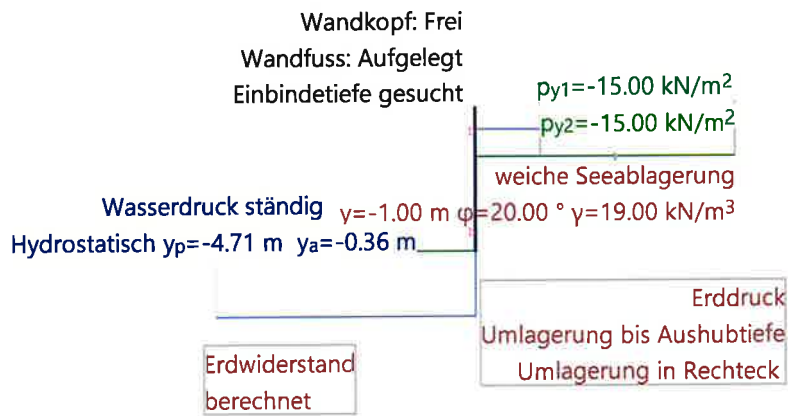 Wandkopf: Frei
Wandfuss: Aufgelegt
Einbindetiefe gesucht
py1=-15.00 kN/m2
py2=-15.00 kN/m2
weiche Seeablagerung
y=-1.00 m φ=20.00 ° γ=19.00 kN/m3
Wasserdruck ständig
Hydrostatisch yp=-4.71 m ya=-0.36 m
Erddruck
Umlagerung bis Aushubtiefe
Umlagerung in Rechteck
Erdwiderstand
berechnet